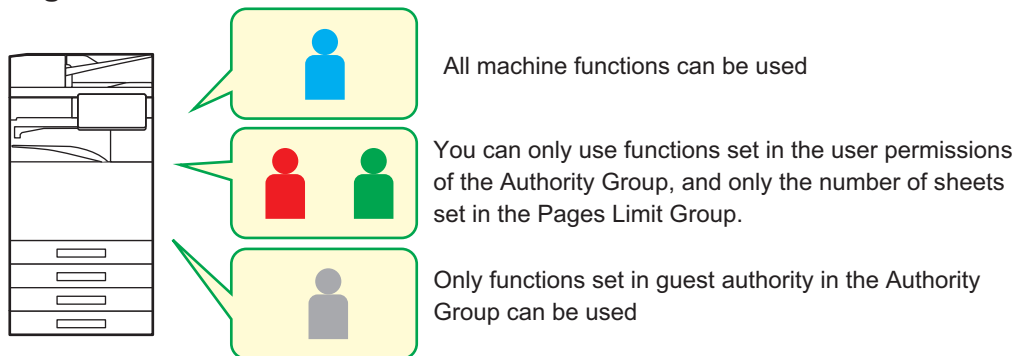 All machine functions can be used
You can only use functions set in the user permissions
of the Authority Group, and only the number of sheets
set in the Pages Limit Group.
Only functions set in guest authority in the Authority
Group can be used